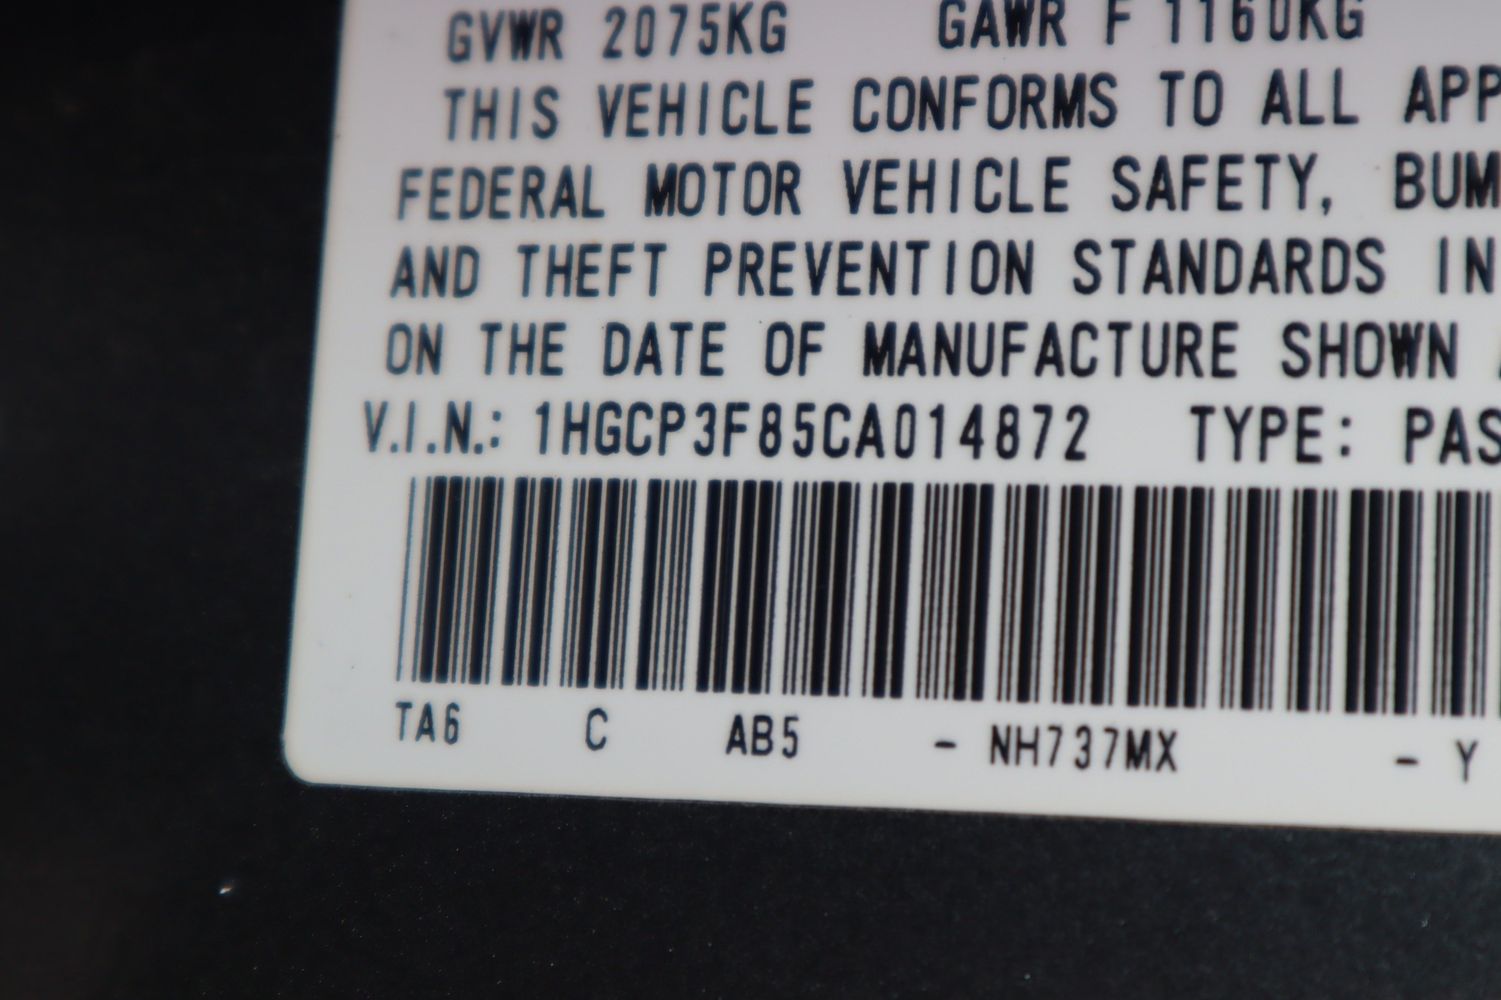 GVWR 2075KG GAWR F 1160KG
THIS VEHICLE CONFORMS TO ALL APP
FEDERAL MOTOR VEHICLE SAFETY, BUM
AND THEFT PREVENTION STANDARDS IN
ON THE DATE OF MANUFACTURE SHOWN
V.I.N.: 1HGCP3F85CA014872 TYPE: PAS
TA6 C AB5 - NH737MX - Y